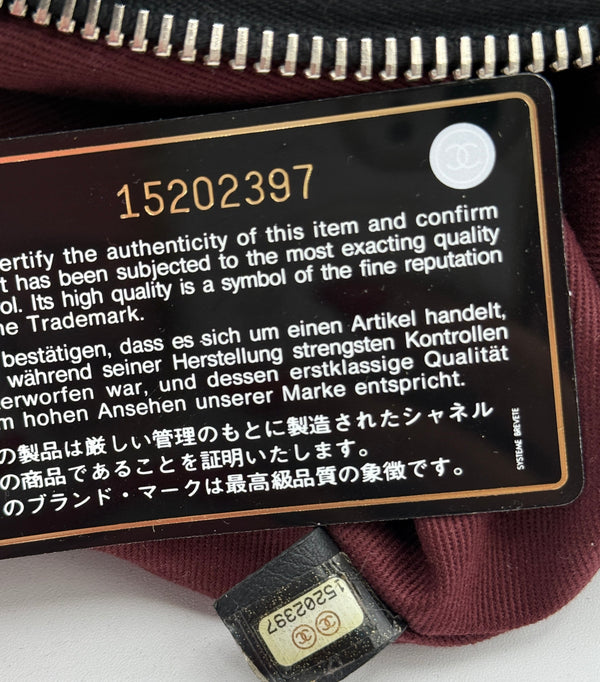 15202397
ertify the authenticity of this item and confirm
t has been subjected to the most exacting quality
ol. Its high quality is a symbol of the fine reputation
he Trademark.
bestätigen, dass es sich um einen Artikel handelt,
während seiner Herstellung strengsten Kontrollen
erworfen war, und dessen erstklassige Qualität
m hohen Ansehen unserer Marke entspricht.
の製品は厳しい管理のもとに製造されたシャネル
の商品であることを証明いたします。
のブランド・マークは最高級品質の象徴です。
SYSTEME BREVETE
15202397